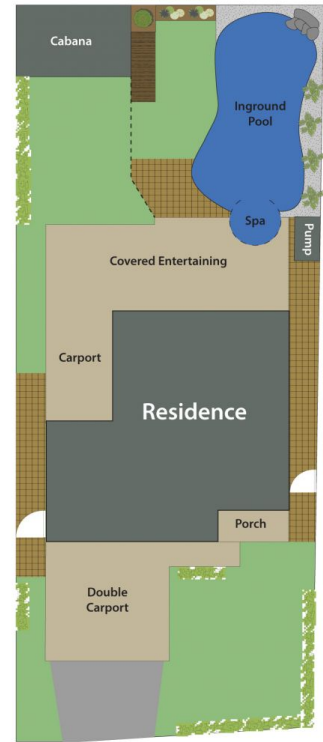 Cabana
Inground
Pool
Spa
Pump
Covered Entertaining
Carport
Residence
Porch
Double
Carport